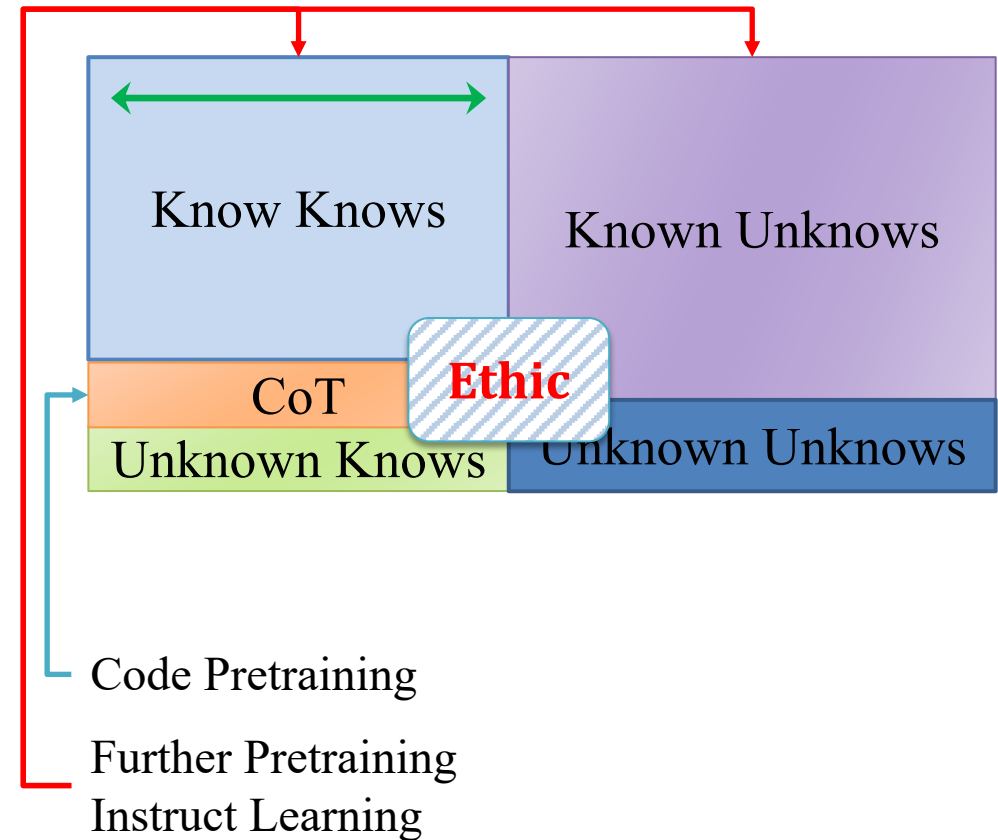 Know Knows
Known Unknows
Ethic
CoT
Unknown Knows
Unknown Unknows
Code Pretraining
Further Pretraining
Instruct Learning